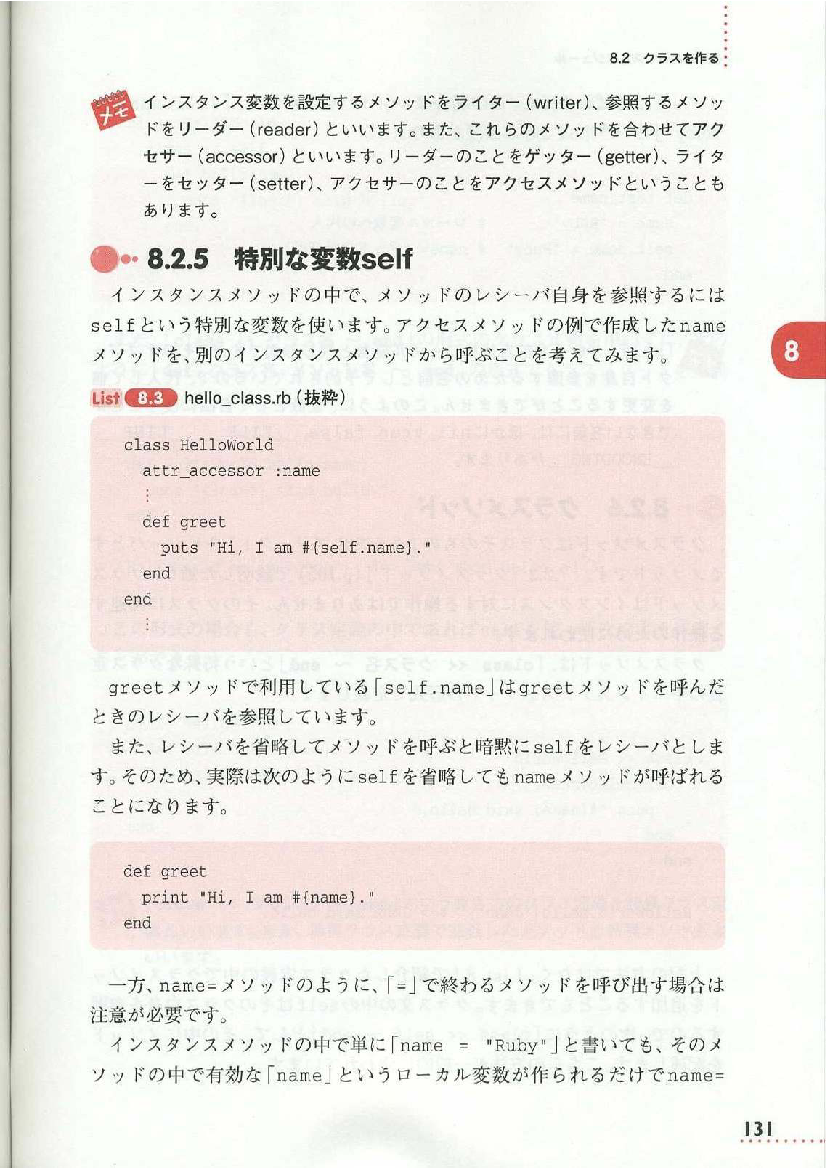 8.2 クラスを作る
メモ
インスタンス変数を設定するメソッドをライター(writer)、参照するメソッ
ドをリーダー(reader)といいます。また、これらのメソッドを合わせてアク
セサー(accessor)といいます。リーダーのことをゲッター(getter)、ライタ
ーをセッター(setter)、アクセサーのことをアクセスメソッドということも
あります。
8.2.5 特別な変数self
インスタンスメソッドの中で、メソッドのレシーバ自身を参照するには
selfという特別な変数を使います。アクセスメソッドの例で作成したname
メソッドを、別のインスタンスメソッドから呼ぶことを考えてみます。
8
List 8.3 hello_class.rb(抜粋)
class HelloWorld
attr_accessor :name
⋮
def greet
puts "Hi, I am #{self.name}."
end
end
⋮
greetメソッドで利用している「self.name」はgreetメソッドを呼んだ
ときのレシーバを参照しています。
また、レシーバを省略してメソッドを呼ぶと暗黙にselfをレシーバとしま
す。そのため、実際は次のようにselfを省略してもnameメソッドが呼ばれる
ことになります。
def greet
print "Hi, I am #{name}."
end
一方、name=メソッドのように、「=」で終わるメソッドを呼び出す場合は
注意が必要です。
インスタンスメソッドの中で単に「name = "Ruby"」と書いても、そのメ
ソッドの中で有効な「name」というローカル変数が作られるだけでname=
131